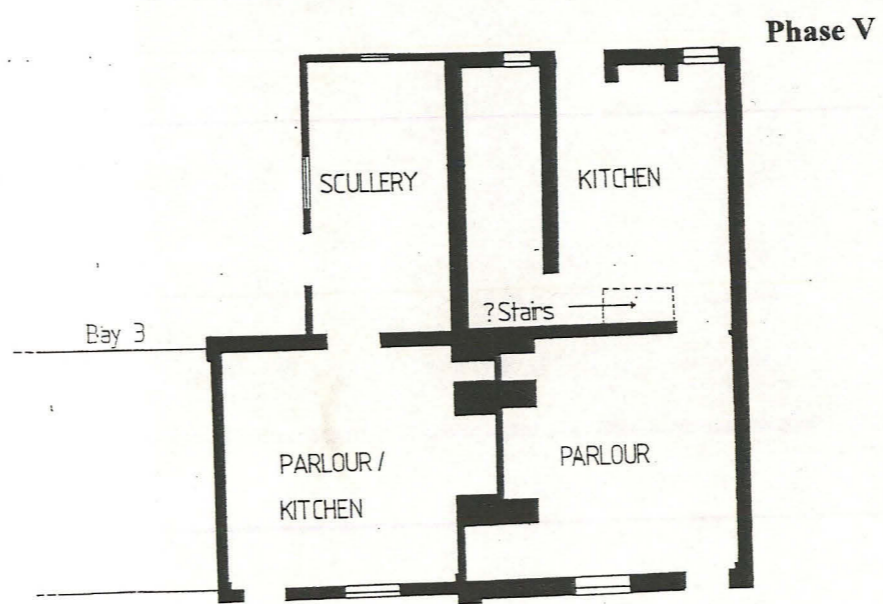 Phase V
SCULLERY
KITCHEN
?Stairs
Bay 3
PARLOUR /
KITCHEN
PARLOUR